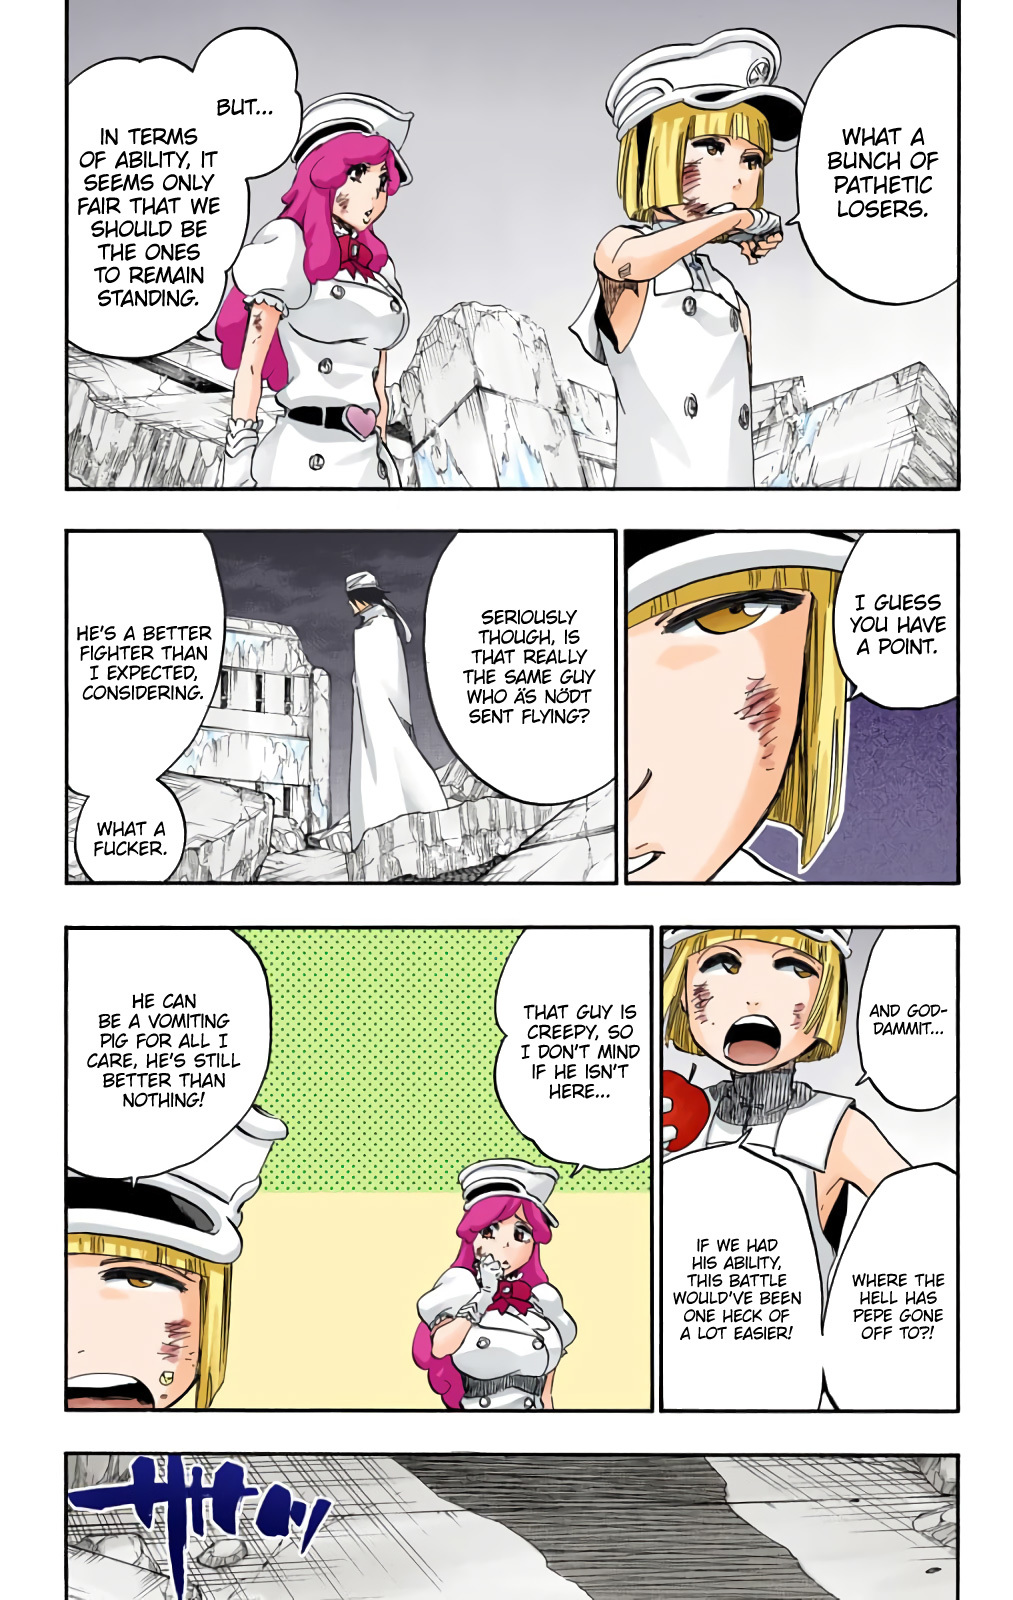 WHAT A
BUNCH OF
PATHETIC
LOSERS.
BUT...
IN TERMS
OF ABILITY, IT
SEEMS ONLY
FAIR THAT WE
SHOULD BE
THE ONES
TO REMAIN
STANDING.
I GUESS
YOU HAVE
A POINT.
SERIOUSLY
THOUGH, IS
THAT REALLY
THE SAME GUY
WHO ÄS NÖDT
SENT FLYING?
HE'S A BETTER
FIGHTER THAN
I EXPECTED,
CONSIDERING.
WHAT A
FUCKER.
AND GOD-
DAMMIT...
WHERE THE
HELL HAS
PEPE GONE
OFF TO?!
IF WE HAD
HIS ABILITY,
THIS BATTLE
WOULD'VE BEEN
ONE HECK OF
A LOT EASIER!
THAT GUY IS
CREEPY, SO
I DON'T MIND
IF HE ISN'T
HERE...
HE CAN
BE A VOMITING
PIG FOR ALL I
CARE, HE'S STILL
BETTER THAN
NOTHING!